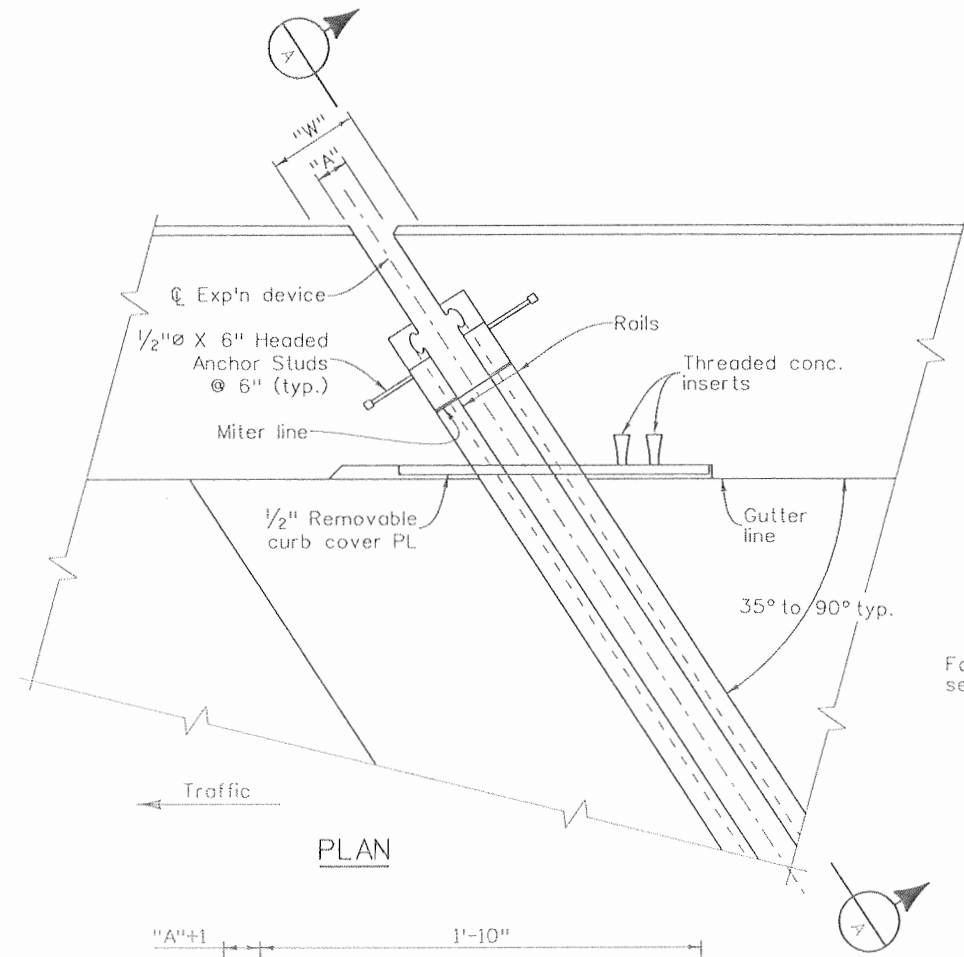 A
"W"
"A"
℄ Exp'n device
1/2"ø X 6" Headed
Anchor Studs
@ 6" (typ.)
Rails
Threaded conc.
inserts
Miter line
1/2" Removable
curb cover PL
Gutter
line
35° to 90° typ.
Traffic
PLAN
A
"A"+1
1'-10"